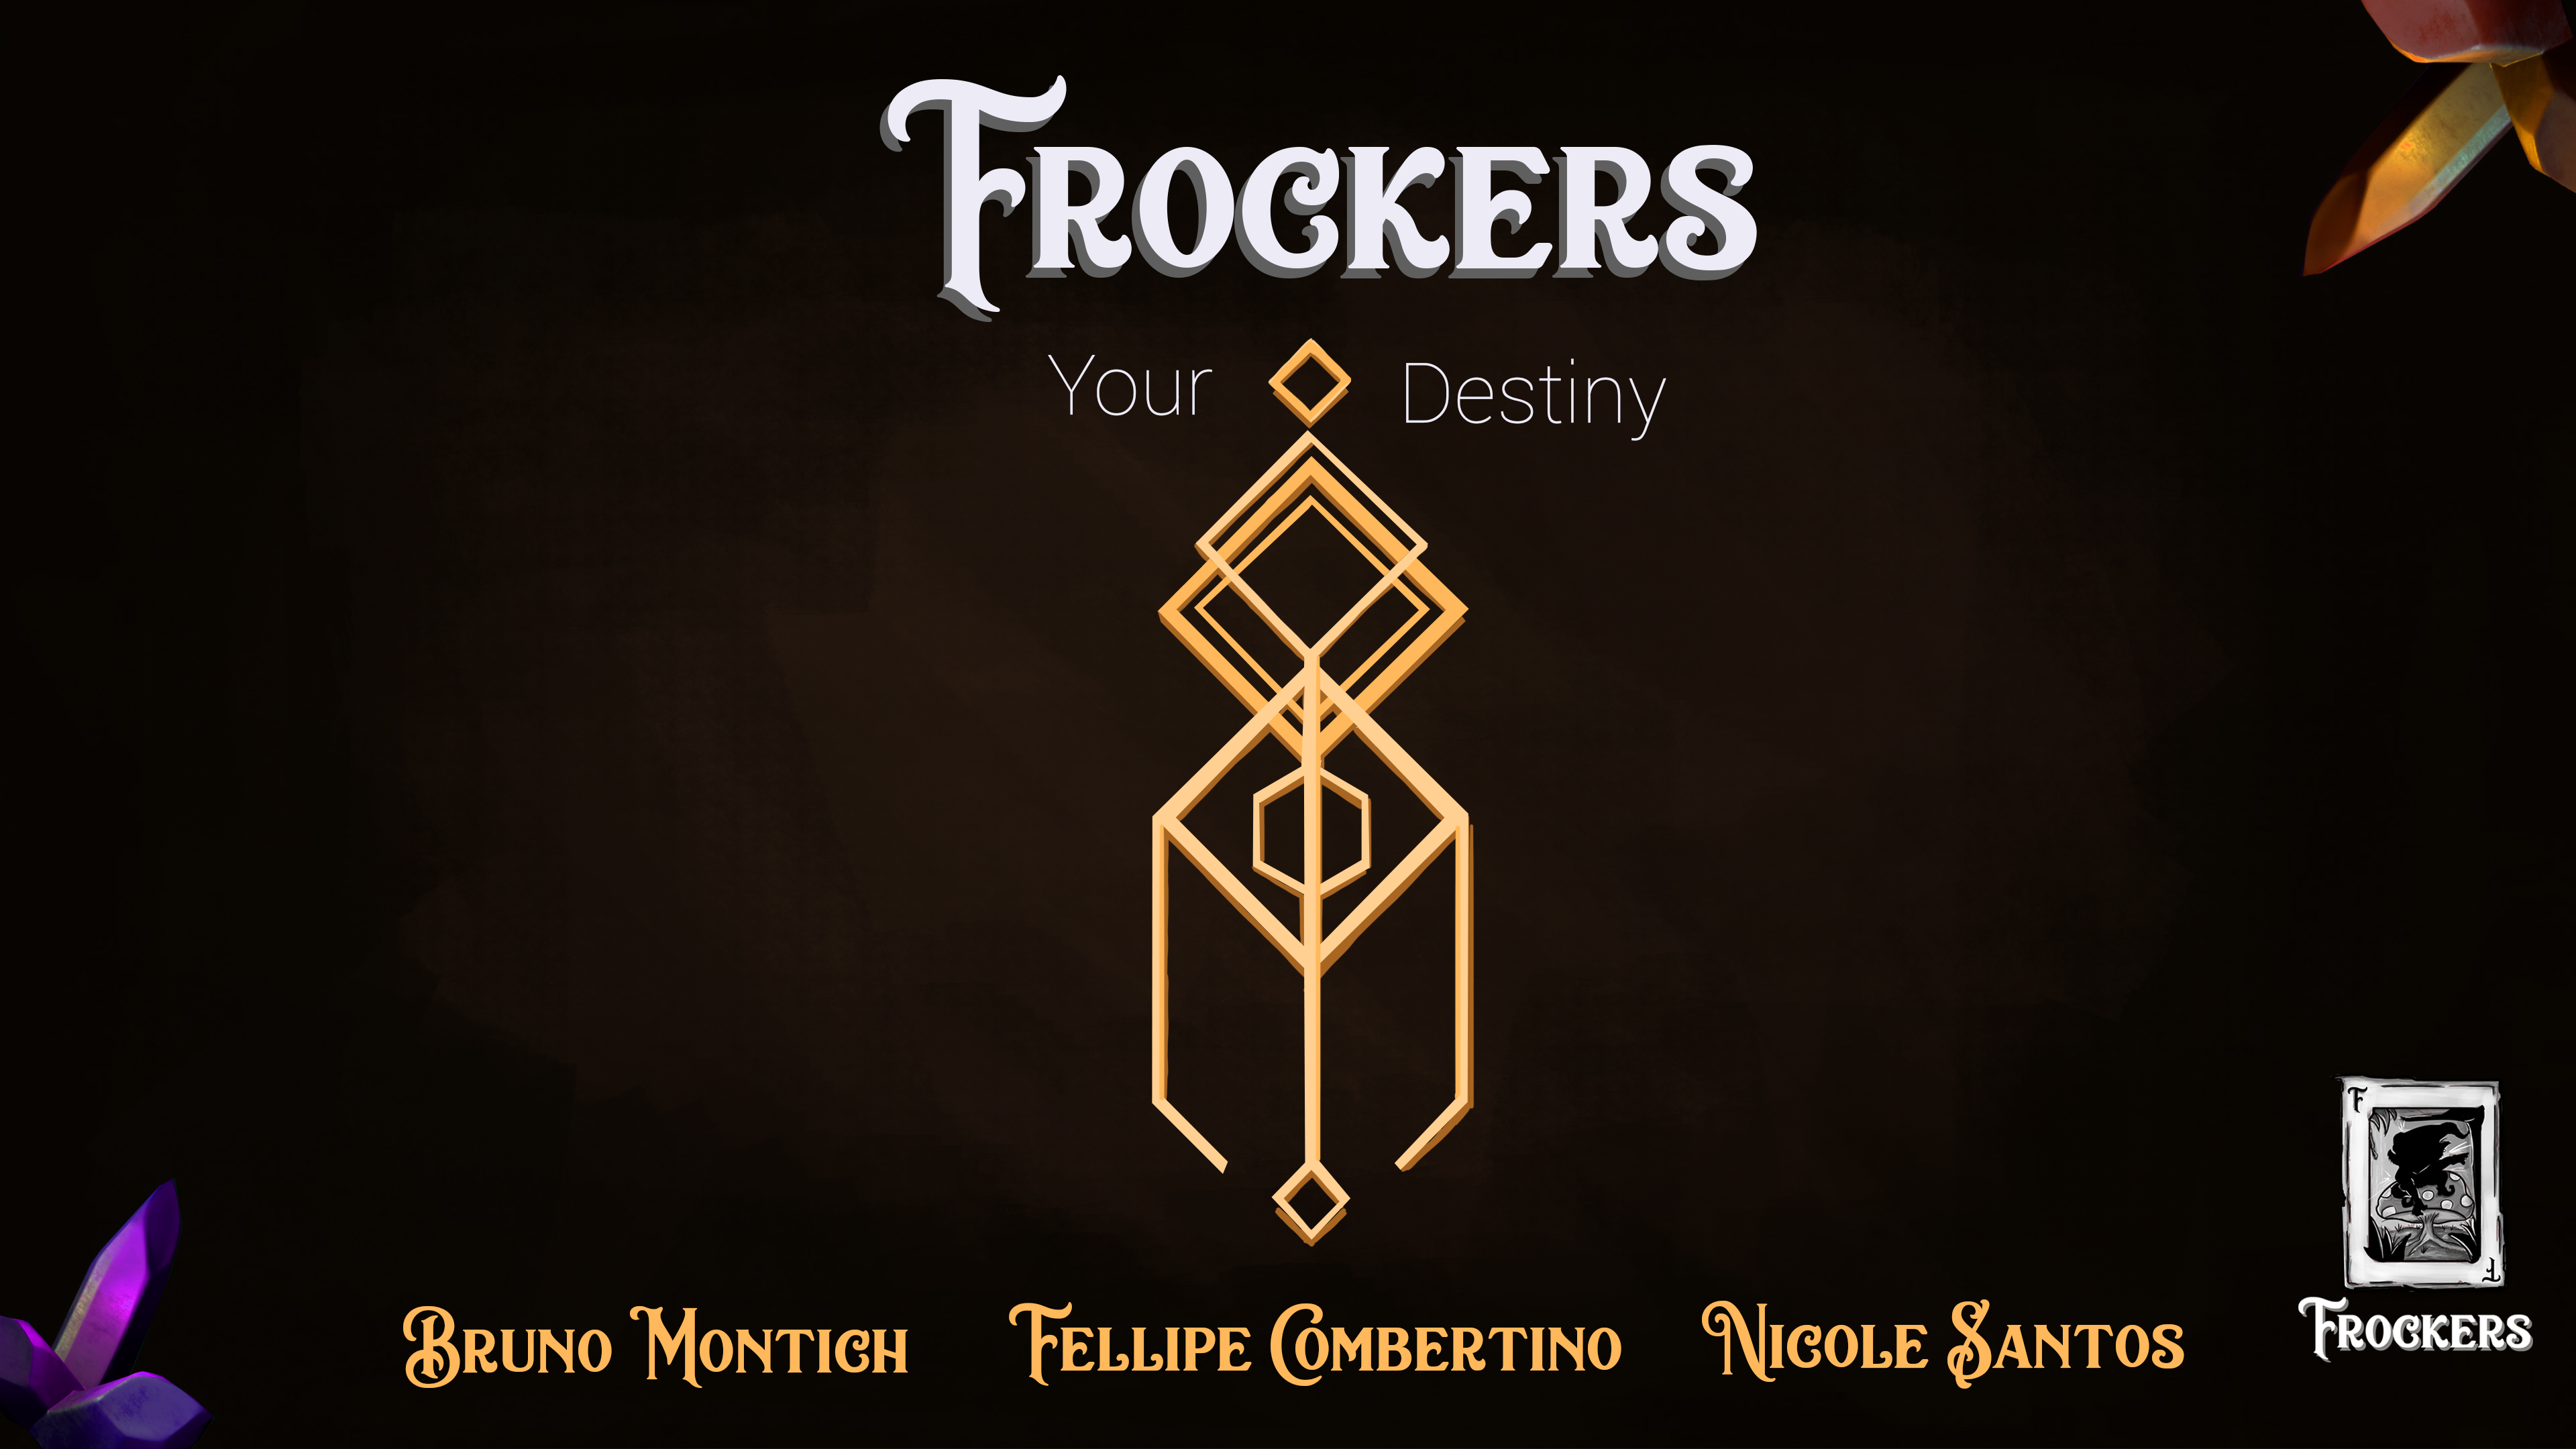 Frockers
Your Destiny
Bruno Montich Fellipe Combertino Nicole Santos
F
F
Frockers